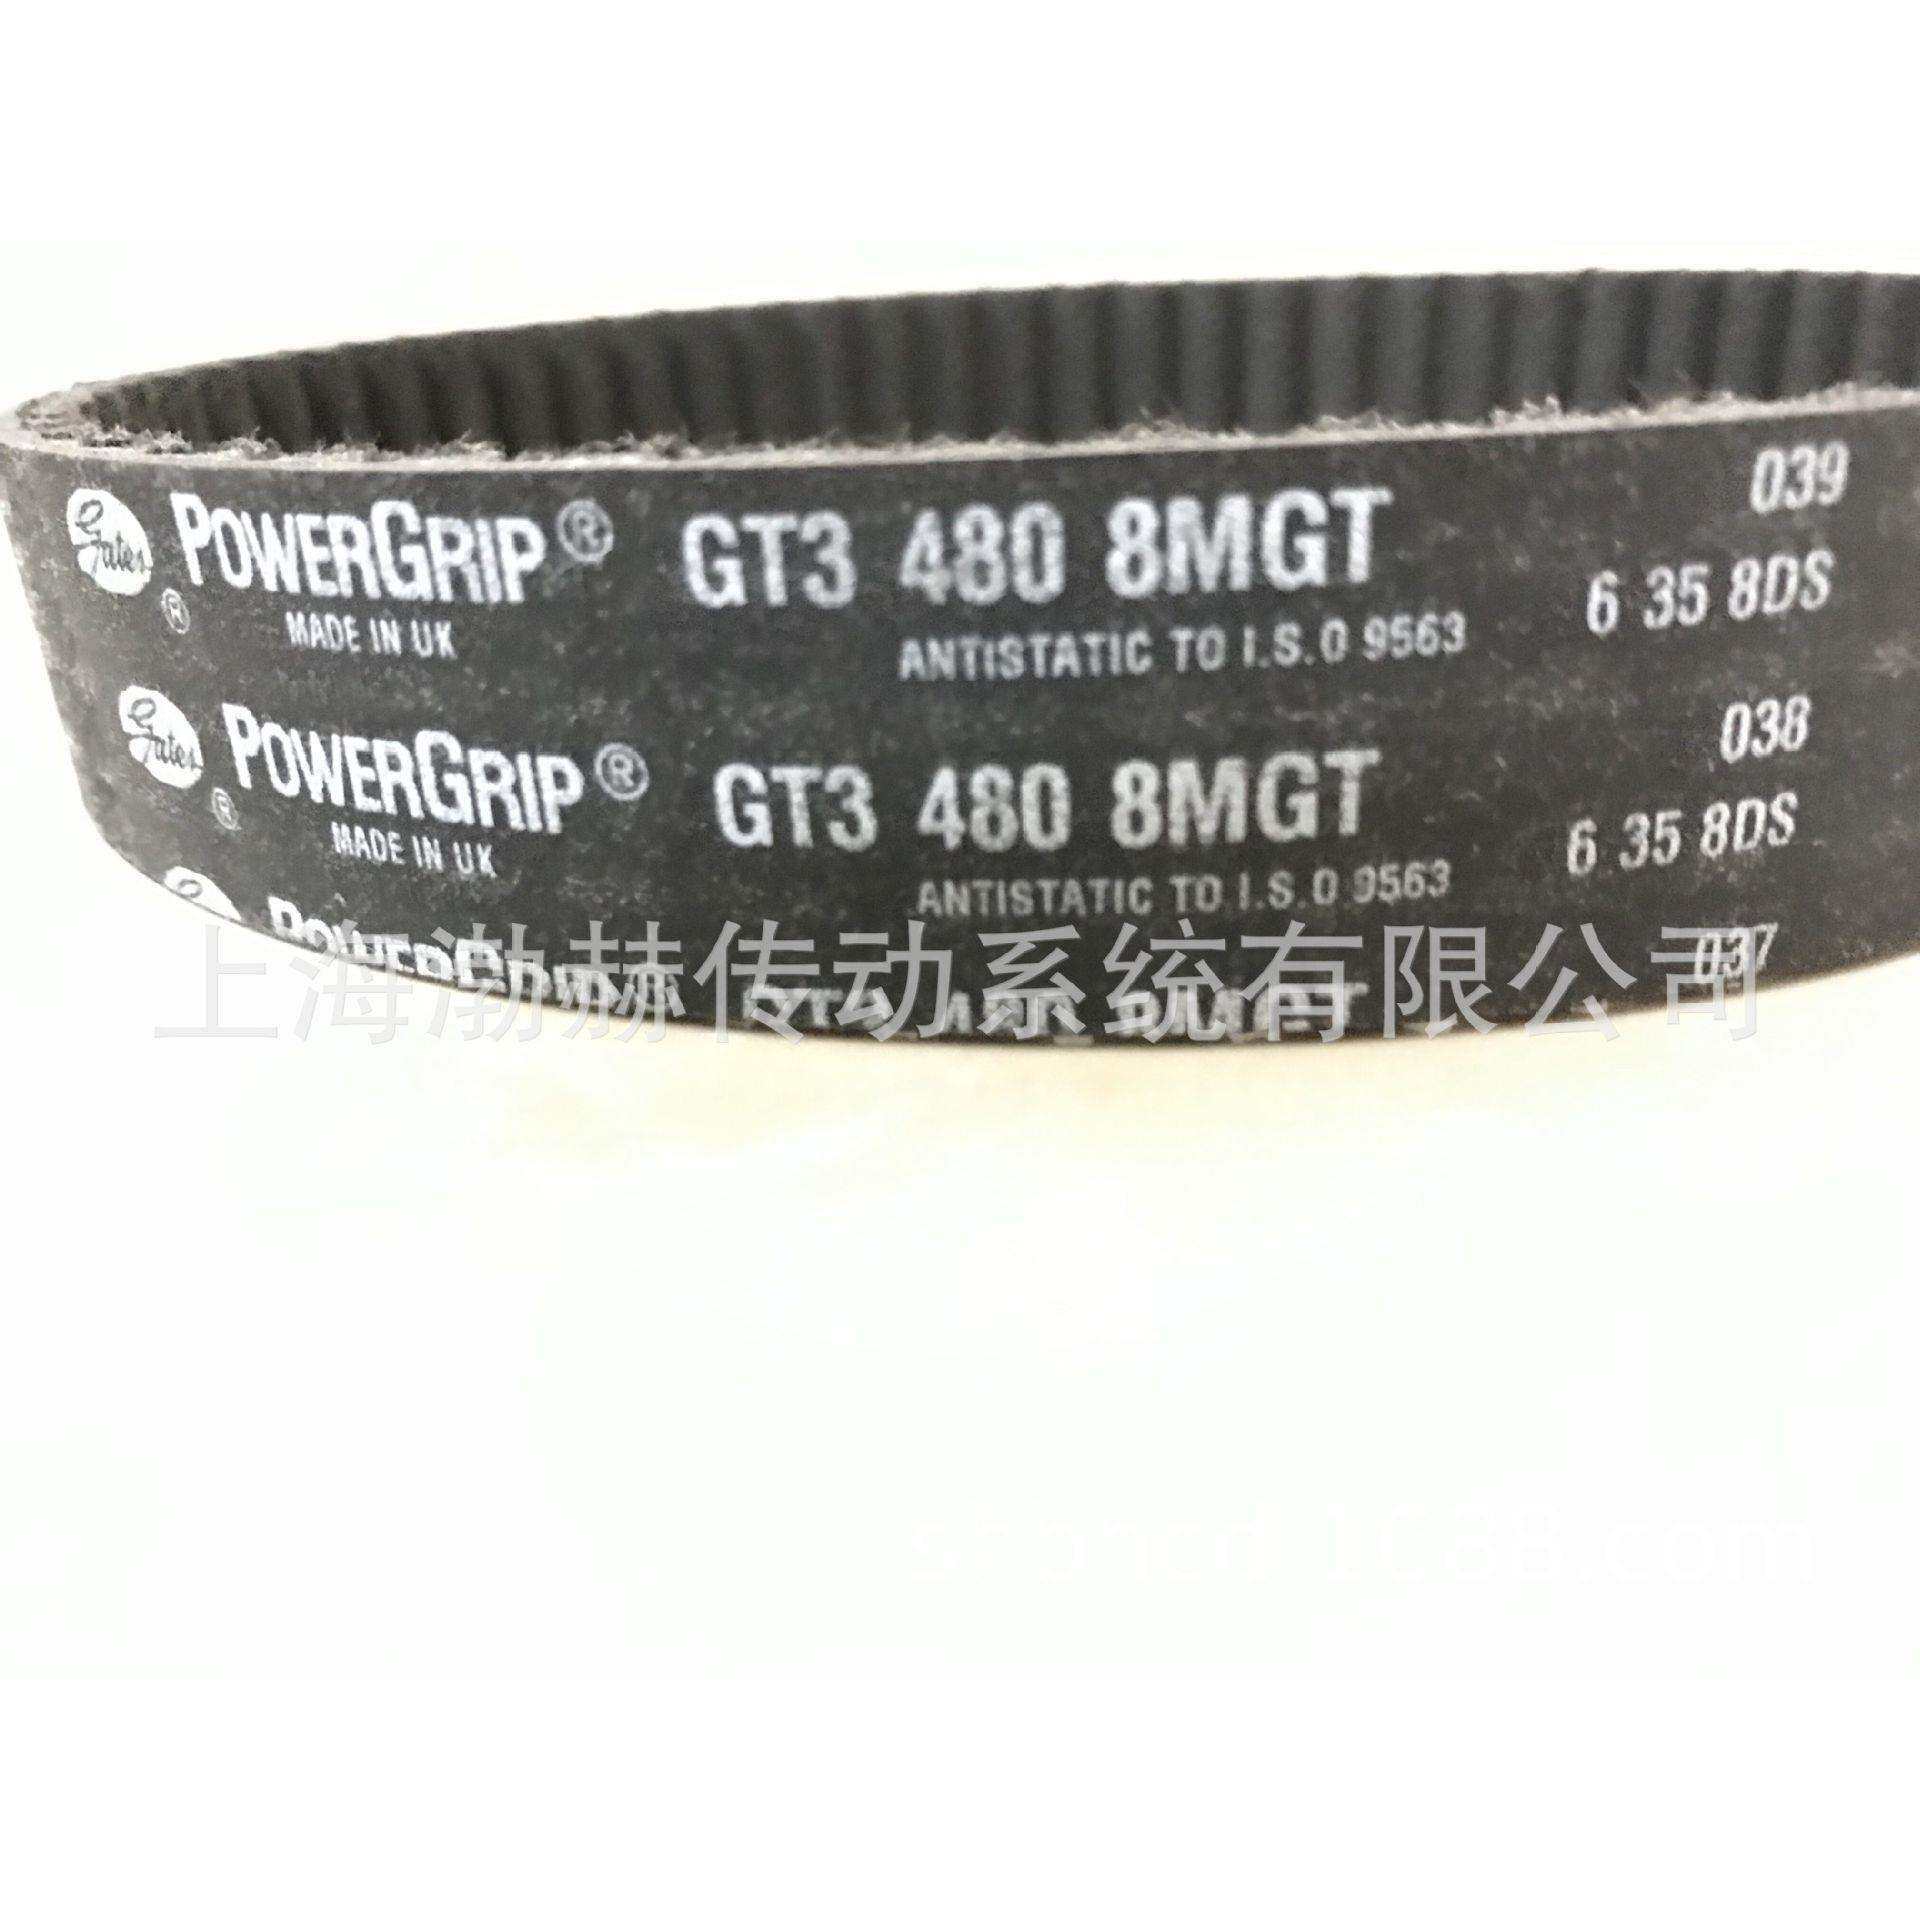 039
Gates ® POWERGRIP® GT3 480 8MGT
6 35 8DS
MADE IN UK
ANTISTATIC TO I.S.O 9563
038
Gates ® POWERGRIP® GT3 480 8MGT
6 35 8DS
MADE IN UK
ANTISTATIC TO I.S.O 9563
037
上海渤赫传动系统有限公司